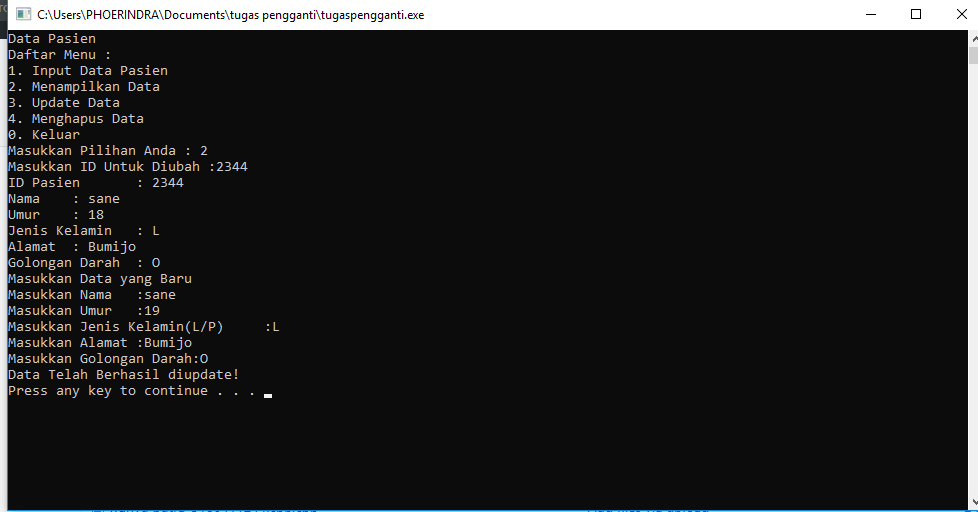 C:\Users\PHOERINDRA\Documents\tugas pengganti\tugaspengganti.exe
Data Pasien
Daftar Menu :
1. Input Data Pasien
2. Menampilkan Data
3. Update Data
4. Menghapus Data
0. Keluar
Masukkan Pilihan Anda : 2
Masukkan ID Untuk Diubah :2344
ID Pasien       : 2344
Nama    : sane
Umur    : 18
Jenis Kelamin   : L
Alamat  : Bumijo
Golongan Darah  : O
Masukkan Data yang Baru
Masukkan Nama   :sane
Masukkan Umur   :19
Masukkan Jenis Kelamin(L/P)     :L
Masukkan Alamat :Bumijo
Masukkan Golongan Darah:O
Data Telah Berhasil diupdate!
Press any key to continue . . .